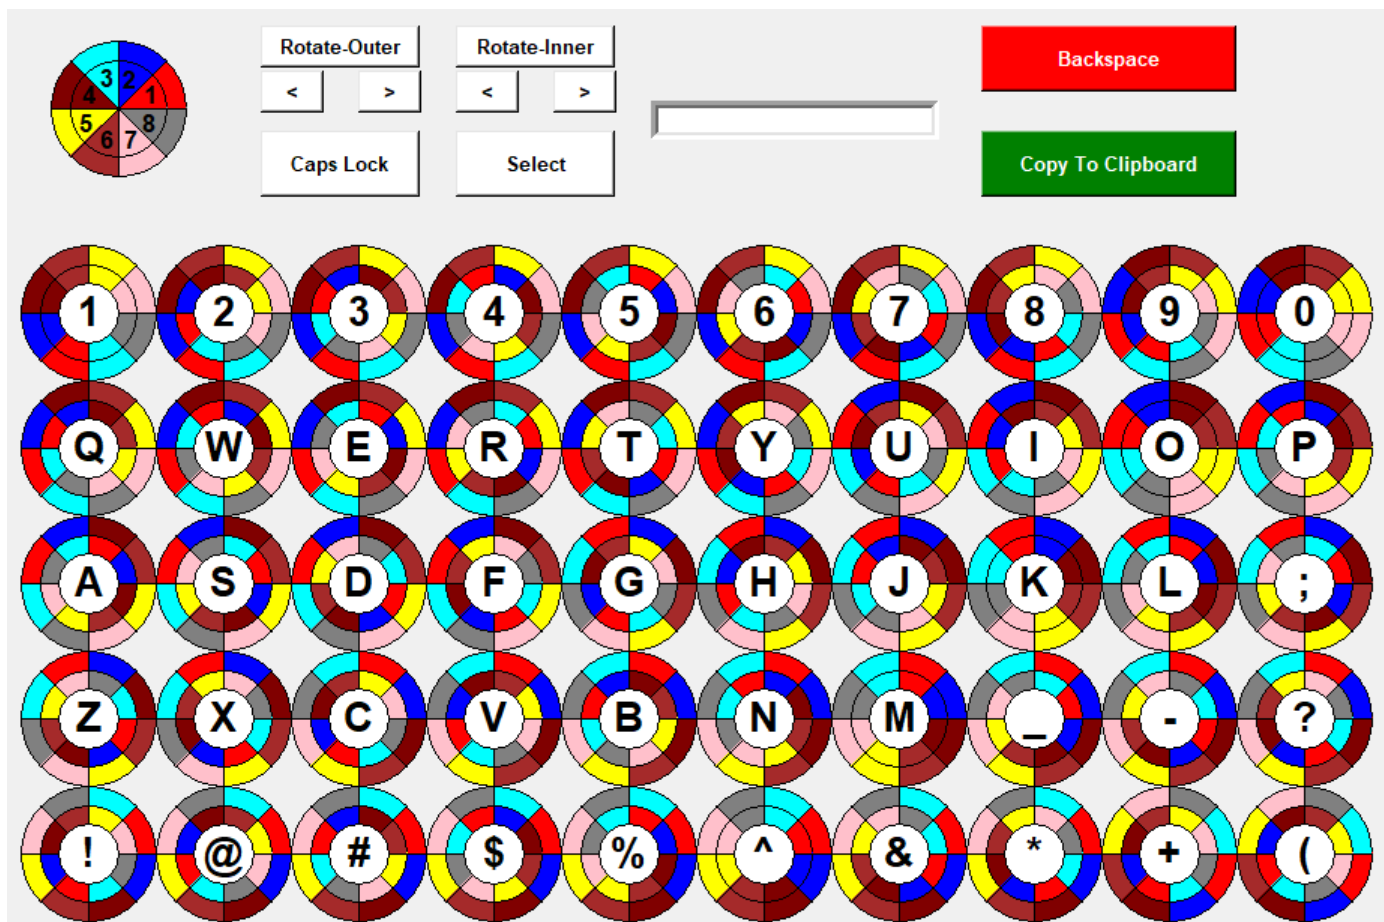 Rotate-Outer Rotate-Inner
Backspace
3 2
4 1
5 8
6 7
< > < >
Caps Lock Select
Copy To Clipboard
1 2 3 4 5 6 7 8 9 0
Q W E R T Y U I O P
A S D F G H J K L ;
Z X C V B N M _ - ?
! @ # $ % ^ & * + (